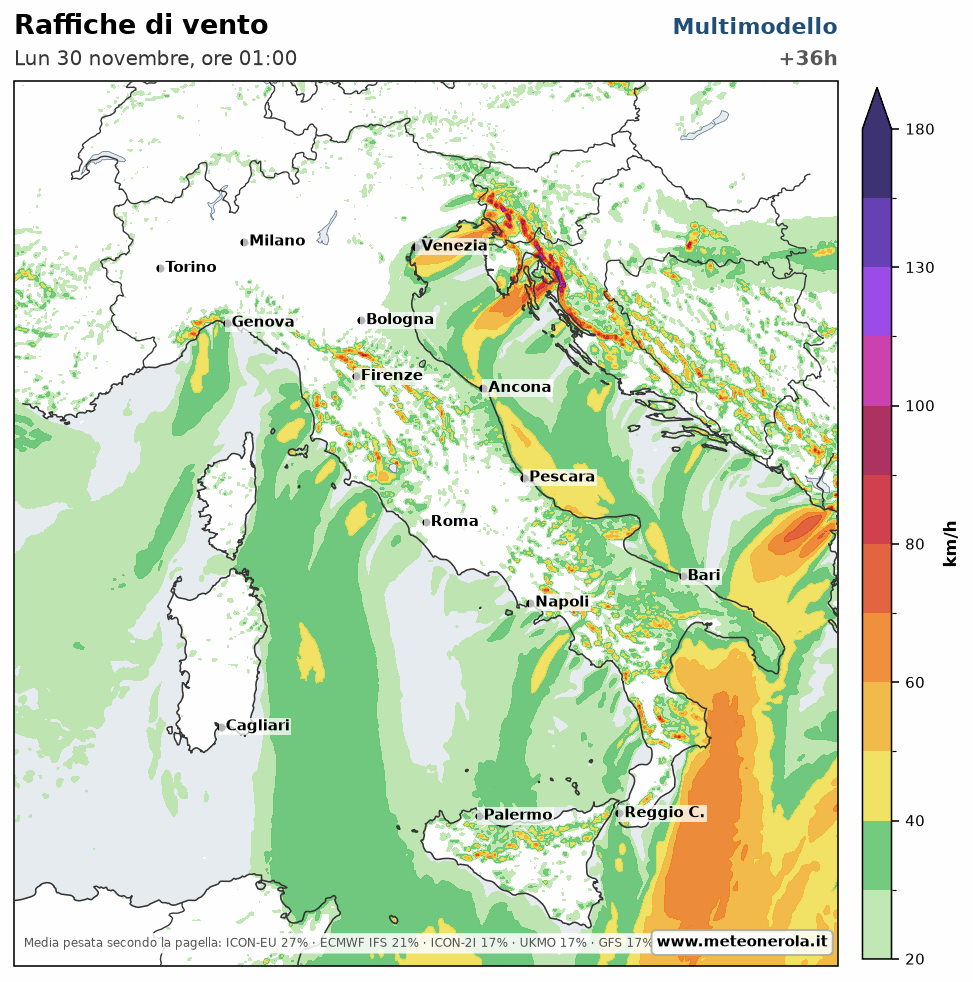 Raffiche di vento
Multimodello
Lun 30 novembre, ore 01:00
+36h
180
130
100
80
60
40
20
km/h
Milano
Venezia
Torino
Genova
Bologna
Firenze
Ancona
Pescara
Roma
Bari
Napoli
Cagliari
Palermo
Reggio C.
Media pesata secondo la pagella: ICON-EU 27% · ECMWF IFS 21% · ICON-2I 17% · UKMO 17% · GFS 17%
www.meteonerola.it